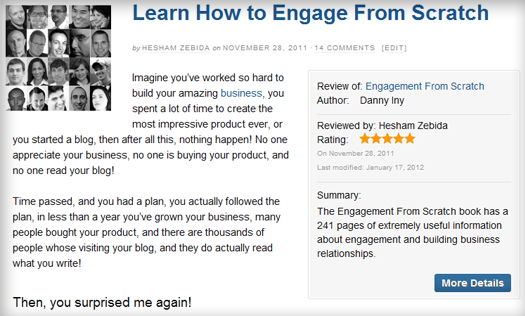 Learn How to Engage From Scratch
by HESHAM ZEBIDA on NOVEMBER 28, 2011 · 14 COMMENTS [EDIT]
Imagine you've worked so hard to
build your amazing business, you
spent a lot of time to create the
most impressive product ever, or
you started a blog, then after all this, nothing happen! No one
appreciate your business, no one is buying your product, and
no one read your blog!
Time passed, and you had a plan, you actually followed the
plan, in less than a year you've grown your business, many
people bought your product, and there are thousands of
people whose visiting your blog, and they do actually read
what you write!
Then, you surprised me again!
Review of: Engagement From Scratch
Author: Danny Iny
Reviewed by: Hesham Zebida
Rating:
On November 28, 2011
Last modified: January 17, 2012
Summary:
The Engagement From Scratch book has a
241 pages of extremely useful information
about engagement and building business
relationships.
More Details